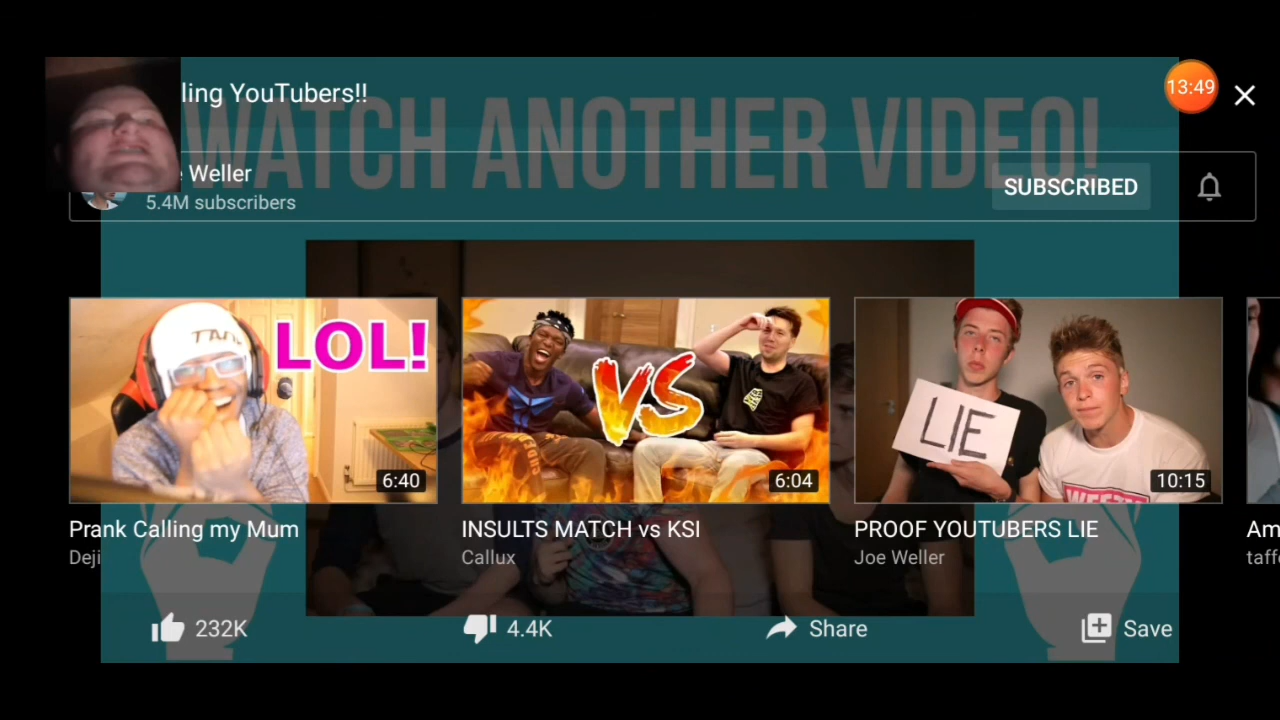 ling YouTubers!!
13:49
WATCH ANOTHER VIDEO!
Weller
5.4M subscribers
SUBSCRIBED
LOL!
6:40
VS
6:04
LIE
10:15
Prank Calling my Mum
Deji
INSULTS MATCH vs KSI
Callux
PROOF YOUTUBERS LIE
Joe Weller
Am
taff
232K
4.4K
Share
Save